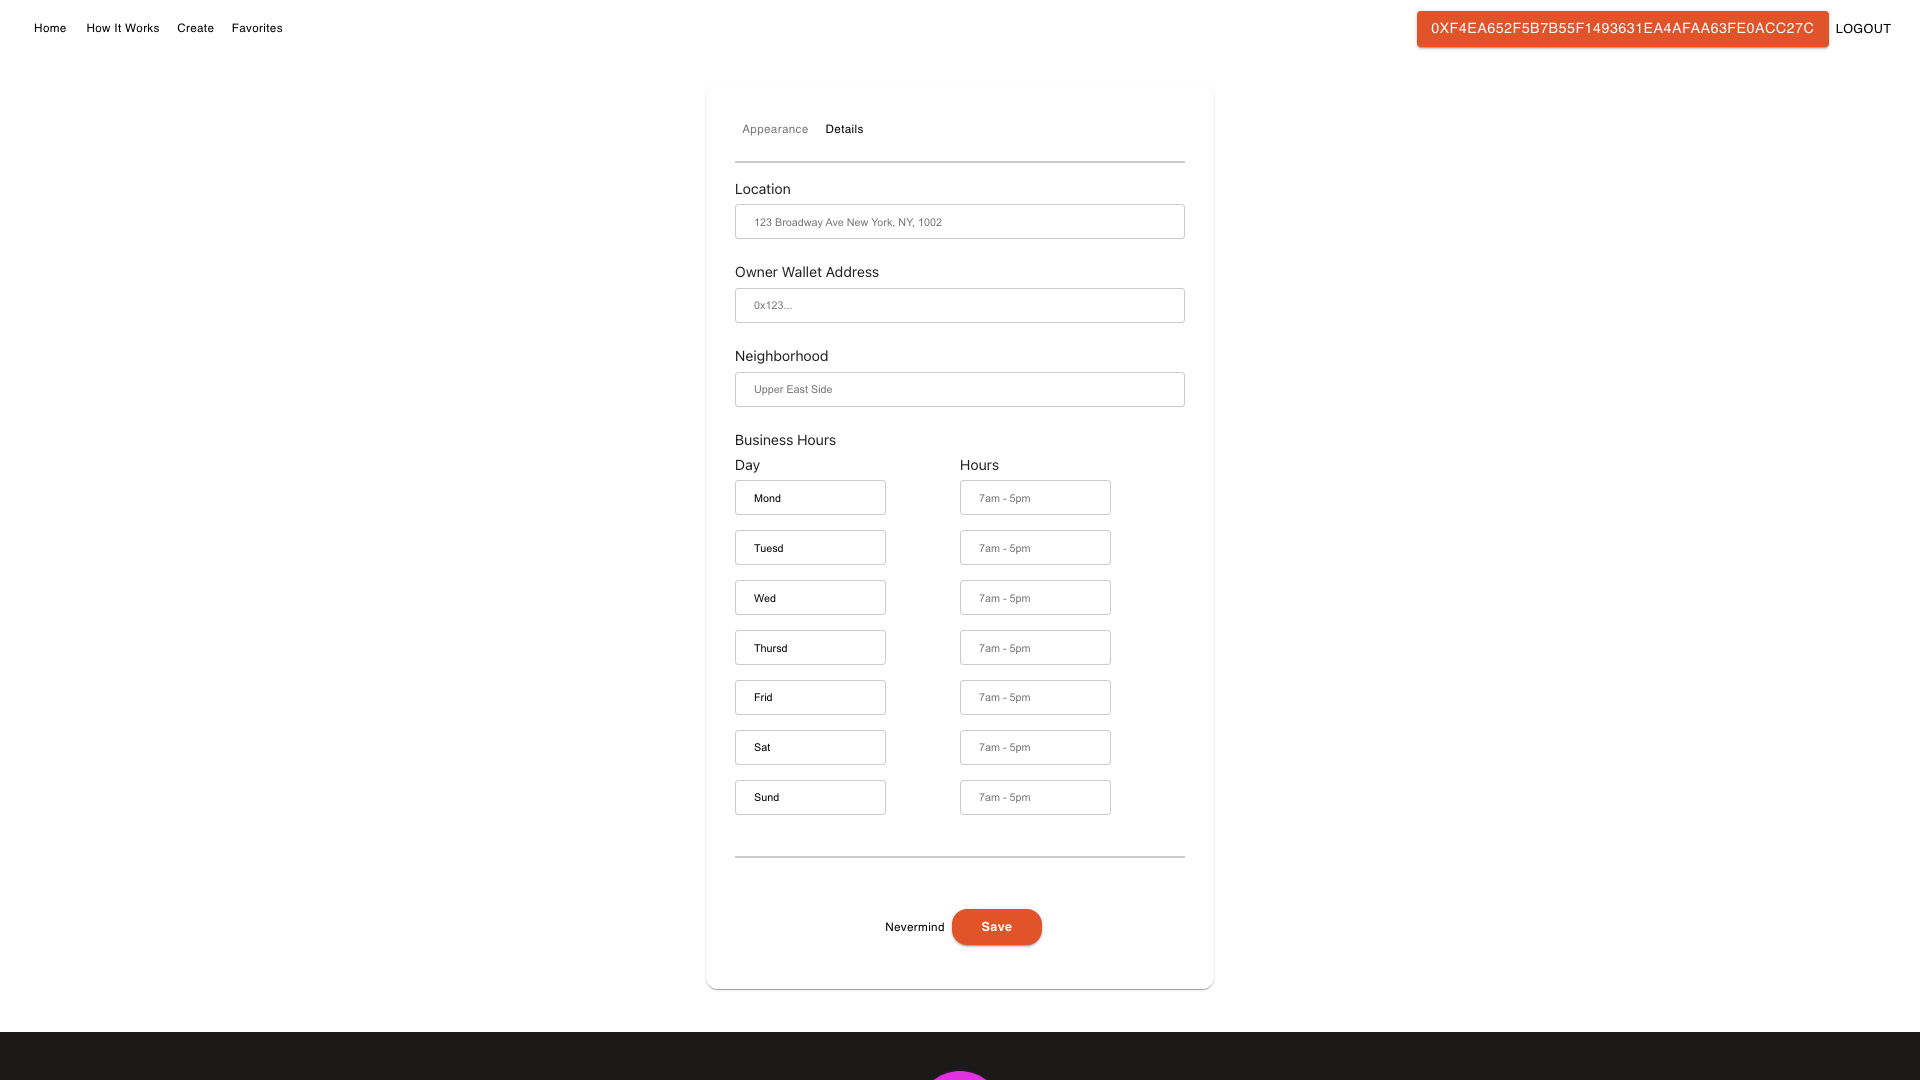 Home How It Works Create Favorites 0XF4EA652F5B7B55F1493631EA4AFAA63FE0ACC27C LOGOUT
Appearance Details
Location
123 Broadway Ave New York, NY, 1002
Owner Wallet Address
0x123...
Neighborhood
Upper East Side
Business Hours
Day Hours
Mond 7am - 5pm
Tuesd 7am - 5pm
Wed 7am - 5pm
Thursd 7am - 5pm
Frid 7am - 5pm
Sat 7am - 5pm
Sund 7am - 5pm
Nevermind Save